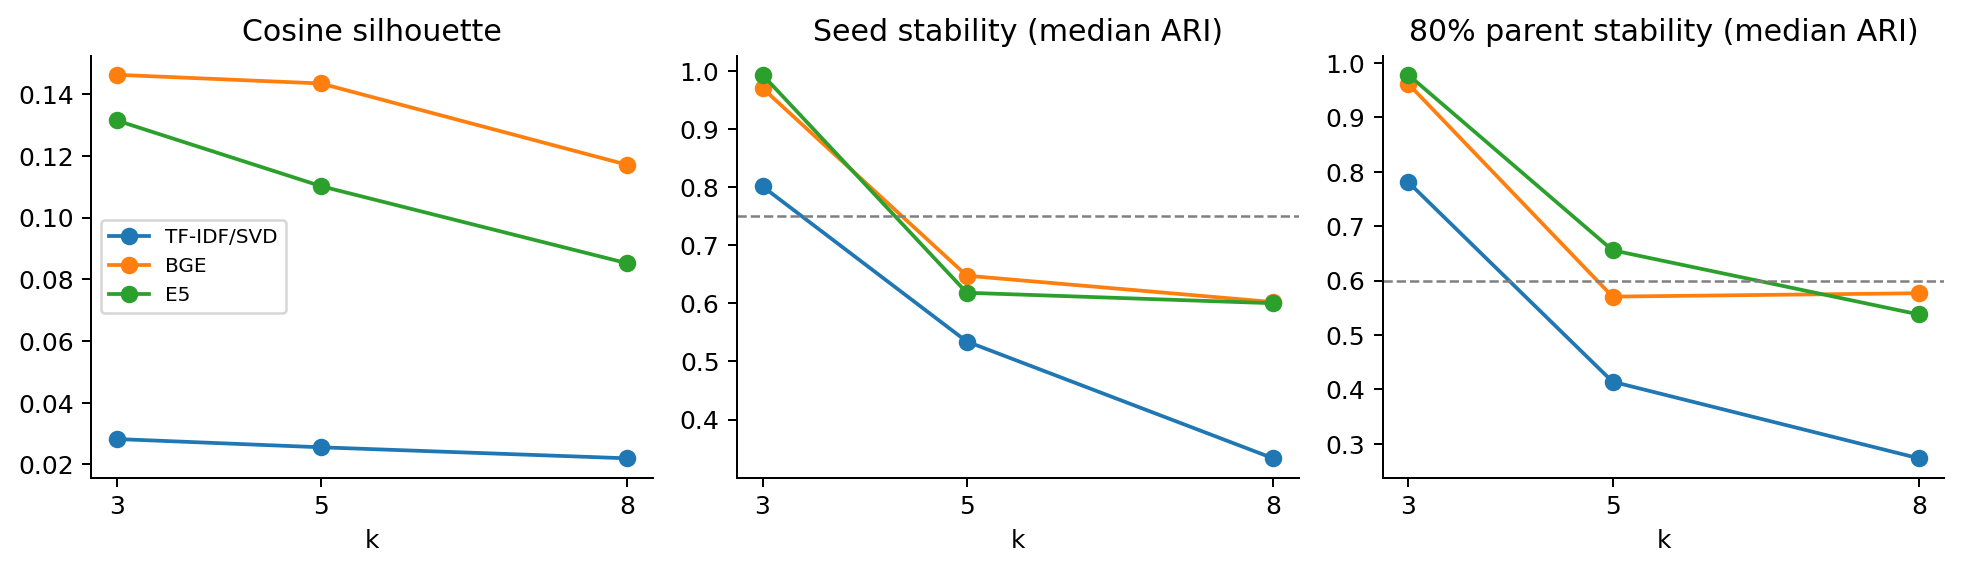 Cosine silhouette
0.14
0.12
0.10
0.08
0.06
0.04
0.02
TF-IDF/SVD
BGE
E5
3 5 8
k
Seed stability (median ARI)
1.0
0.9
0.8
0.7
0.6
0.5
0.4
3 5 8
k
80% parent stability (median ARI)
1.0
0.9
0.8
0.7
0.6
0.5
0.4
0.3
3 5 8
k